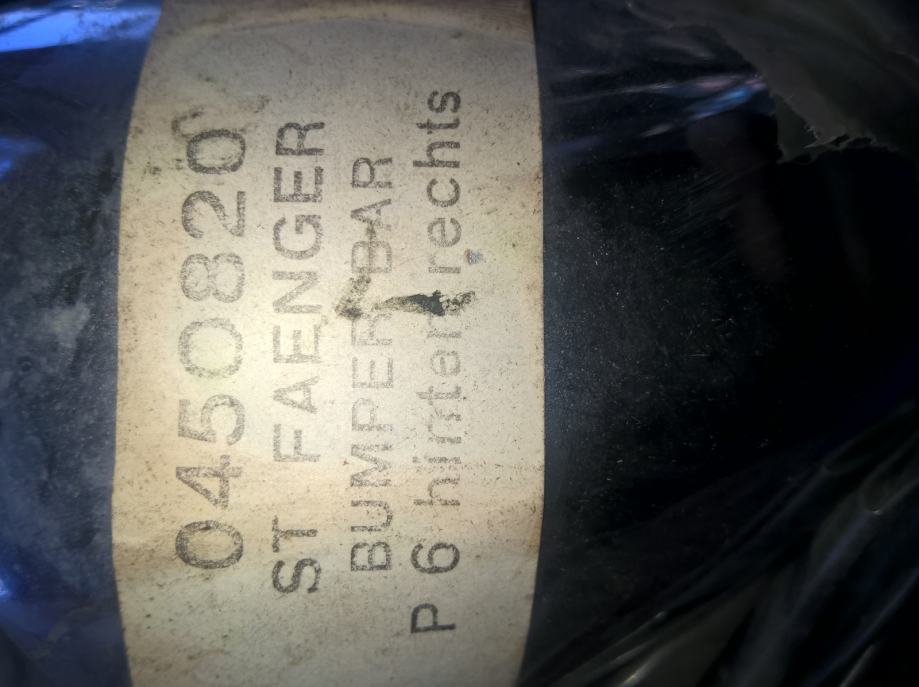 0450820
ST FAENGER
BUMPER BAR
P 6 hinten rechts